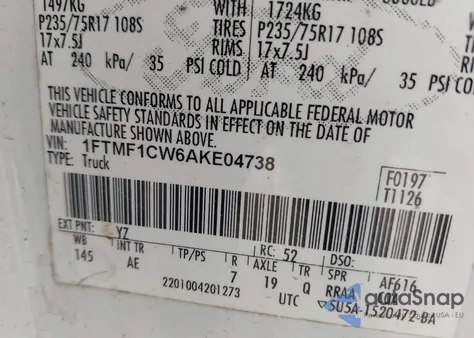 1497KG WITH 1724KG
P235/75R17 108S TIRES P235/75R17 108S
17x7.5J RIMS 17x7.5J
AT 240 kPa/ 35 PSI COLD AT 240 kPa/ 35 PSI COLD
THIS VEHICLE CONFORMS TO ALL APPLICABLE FEDERAL MOTOR
VEHICLE SAFETY STANDARDS IN EFFECT ON THE DATE OF
MANUFACTURE SHOWN ABOVE.
VIN: 1FTMF1CW6AKE04738
TYPE: Truck
F0197
T1126
EXT PNT: YZ RC: 52 DSO:
WB INT TR TP/PS R AXLE TR SPR AF616
145 AE 7 19 Q RRAA
2201004201273 UTC 5U5A-1520472-BA
autoSnap